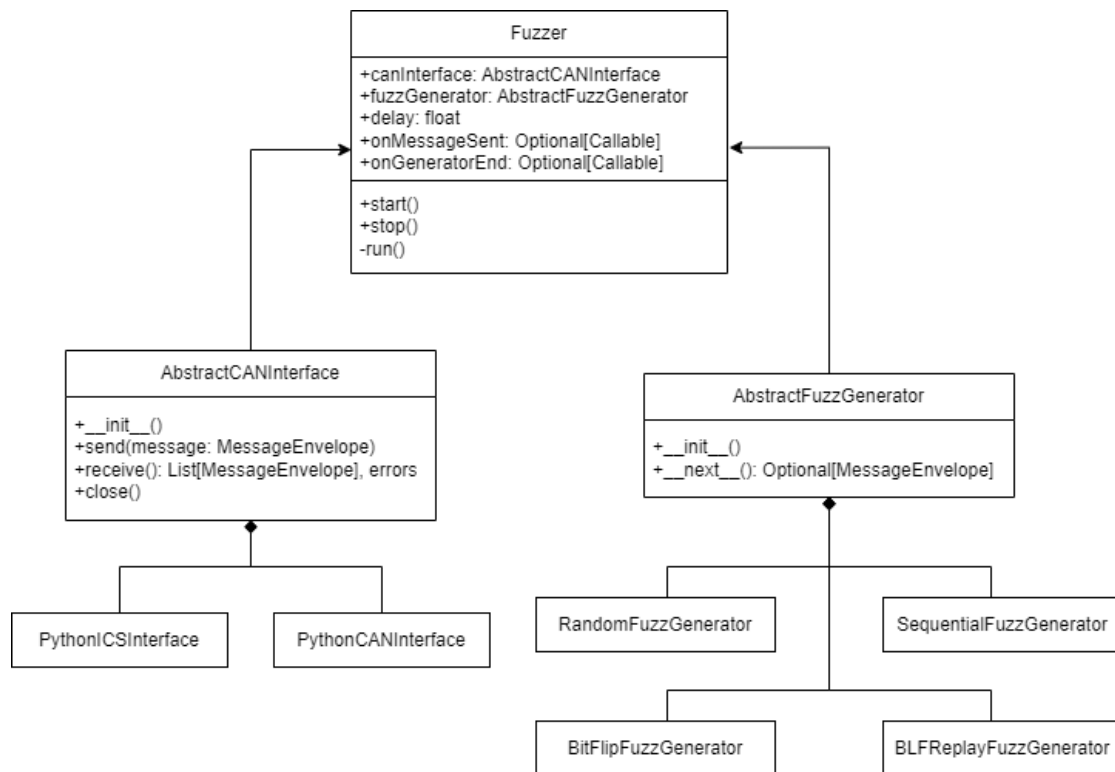 Fuzzer
+canInterface: AbstractCANInterface
+fuzzGenerator: AbstractFuzzGenerator
+delay: float
+onMessageSent: Optional[Callable]
+onGeneratorEnd: Optional[Callable]
+start()
+stop()
-run()
AbstractCANInterface
+__init__()
+send(message: MessageEnvelope)
+receive(): List[MessageEnvelope], errors
+close()
AbstractFuzzGenerator
+__init__()
+__next__(): Optional[MessageEnvelope]
PythonICSInterface
PythonCANInterface
RandomFuzzGenerator
SequentialFuzzGenerator
BitFlipFuzzGenerator
BLFReplayFuzzGenerator